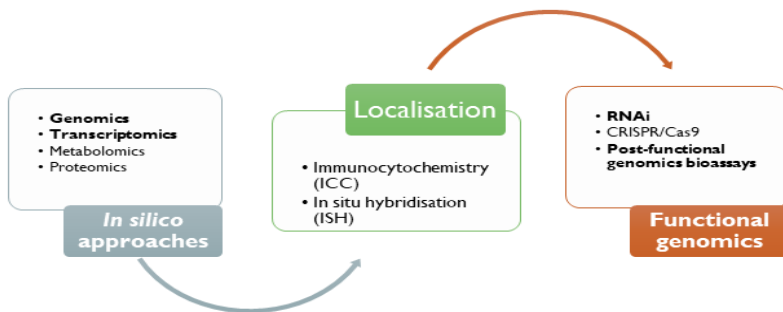 • Genomics
• Transcriptomics
• Metabolomics
• Proteomics
In silico
approaches
Localisation
• Immunocytochemistry
(ICC)
• In situ hybridisation
(ISH)
• RNAi
• CRISPR/Cas9
• Post-functional
genomics bioassays
Functional
genomics